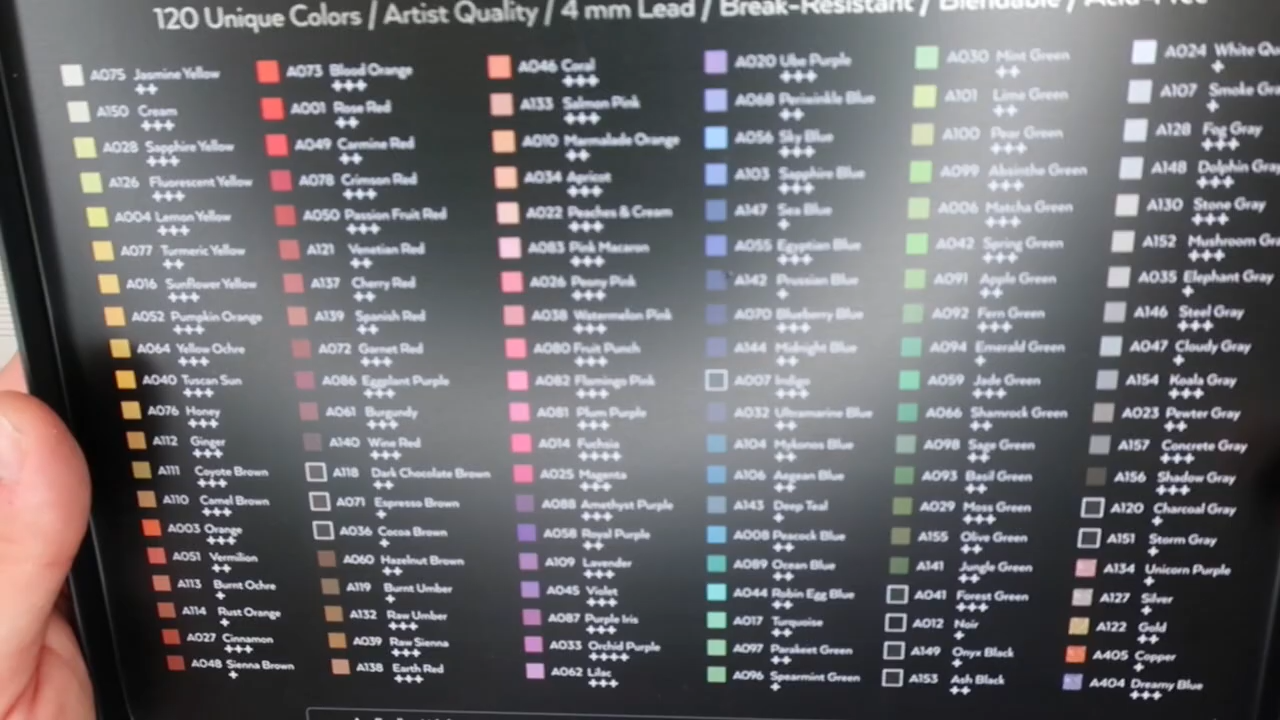 120 Unique Colors / Artist Quality / 4 mm Lead / Break-Resistant / Blendable / Acid-Free
A075 Jasmine Yellow
++
A150 Cream
+++
A028 Sapphire Yellow
+++
A126 Fluorescent Yellow
+++
A004 Lemon Yellow
+++
A077 Turmeric Yellow
++
A016 Sunflower Yellow
+++
A052 Pumpkin Orange
+++
A064 Yellow Ochre
+++
A040 Tuscan Sun
+++
A076 Honey
+++
A112 Ginger
+++
A111 Coyote Brown
+++
A110 Camel Brown
+++
A003 Orange
+++
A051 Vermilion
+++
A113 Burnt Ochre
+
A114 Rust Orange
+++
A027 Cinnamon
+++
A048 Sienna Brown
+
A073 Blood Orange
+++
A001 Rose Red
++
A049 Carmine Red
++
A078 Crimson Red
+++
A050 Passion Fruit Red
+++
A121 Venetian Red
++
A137 Cherry Red
++
A139 Spanish Red
++
A072 Garnet Red
++
A086 Eggplant Purple
+++
A061 Burgundy
+++
A140 Wine Red
+++
A118 Dark Chocolate Brown
++
A071 Espresso Brown
+
A036 Cocoa Brown
+
A060 Hazelnut Brown
++
A119 Burnt Umber
+
A132 Raw Umber
+++
A039 Raw Sienna
+++
A138 Earth Red
+++
A046 Coral
+++
A133 Salmon Pink
+++
A010 Marmalade Orange
++
A034 Apricot
+++
A022 Peaches & Cream
+++
A083 Pink Macaron
+++
A026 Peony Pink
+++
A038 Watermelon Pink
+++
A080 Fruit Punch
+++
A082 Flamingo Pink
+++
A081 Plum Purple
+++
A014 Fuchsia
++++
A025 Magenta
+++
A088 Amethyst Purple
+++
A058 Royal Purple
+++
A109 Lavender
+++
A045 Violet
+++
A087 Purple Iris
+++
A033 Orchid Purple
++++
A062 Lilac
+++
A020 Ube Purple
+++
A068 Periwinkle Blue
++
A056 Sky Blue
+++
A103 Sapphire Blue
+++
A147 Sea Blue
+
A055 Egyptian Blue
+++
A142 Prussian Blue
+
A070 Blueberry Blue
+++
A144 Midnight Blue
++
A007 Indigo
++
A032 Ultramarine Blue
++
A104 Mykonos Blue
++
A106 Aegean Blue
++
A143 Deep Teal
++
A008 Peacock Blue
++
A089 Ocean Blue
++
A044 Robin Egg Blue
+++
A017 Turquoise
++
A097 Parakeet Green
++
A096 Spearmint Green
+
A030 Mint Green
++
A101 Lime Green
++
A100 Pear Green
+++
A099 Absinthe Green
+++
A006 Matcha Green
+++
A042 Spring Green
+++
A091 Apple Green
++
A092 Fern Green
+++
A094 Emerald Green
+
A059 Jade Green
+++
A066 Shamrock Green
++
A098 Sage Green
++
A093 Basil Green
++
A029 Moss Green
+++
A155 Olive Green
++
A141 Jungle Green
++
A041 Forest Green
+++
A012 Noir
+
A149 Onyx Black
+
A153 Ash Black
++
A024 White
+
A107 Smoke
+
A128 Fog Gray
+++
A148 Dolphin Gray
+++
A130 Stone Gray
+++
A152 Mushroom
+++
A035 Elephant Gray
+
A146 Steel Gray
+++
A047 Cloudy Gray
+
A154 Koala Gray
+++
A023 Pewter Gray
++
A157 Concrete Gray
+++
A156 Shadow Gray
+++
A120 Charcoal Gray
+
A151 Storm Gray
+
A134 Unicorn Purple
+
A127 Silver
+
A122 Gold
++
A405 Copper
+
A404 Dreamy Blue
+++